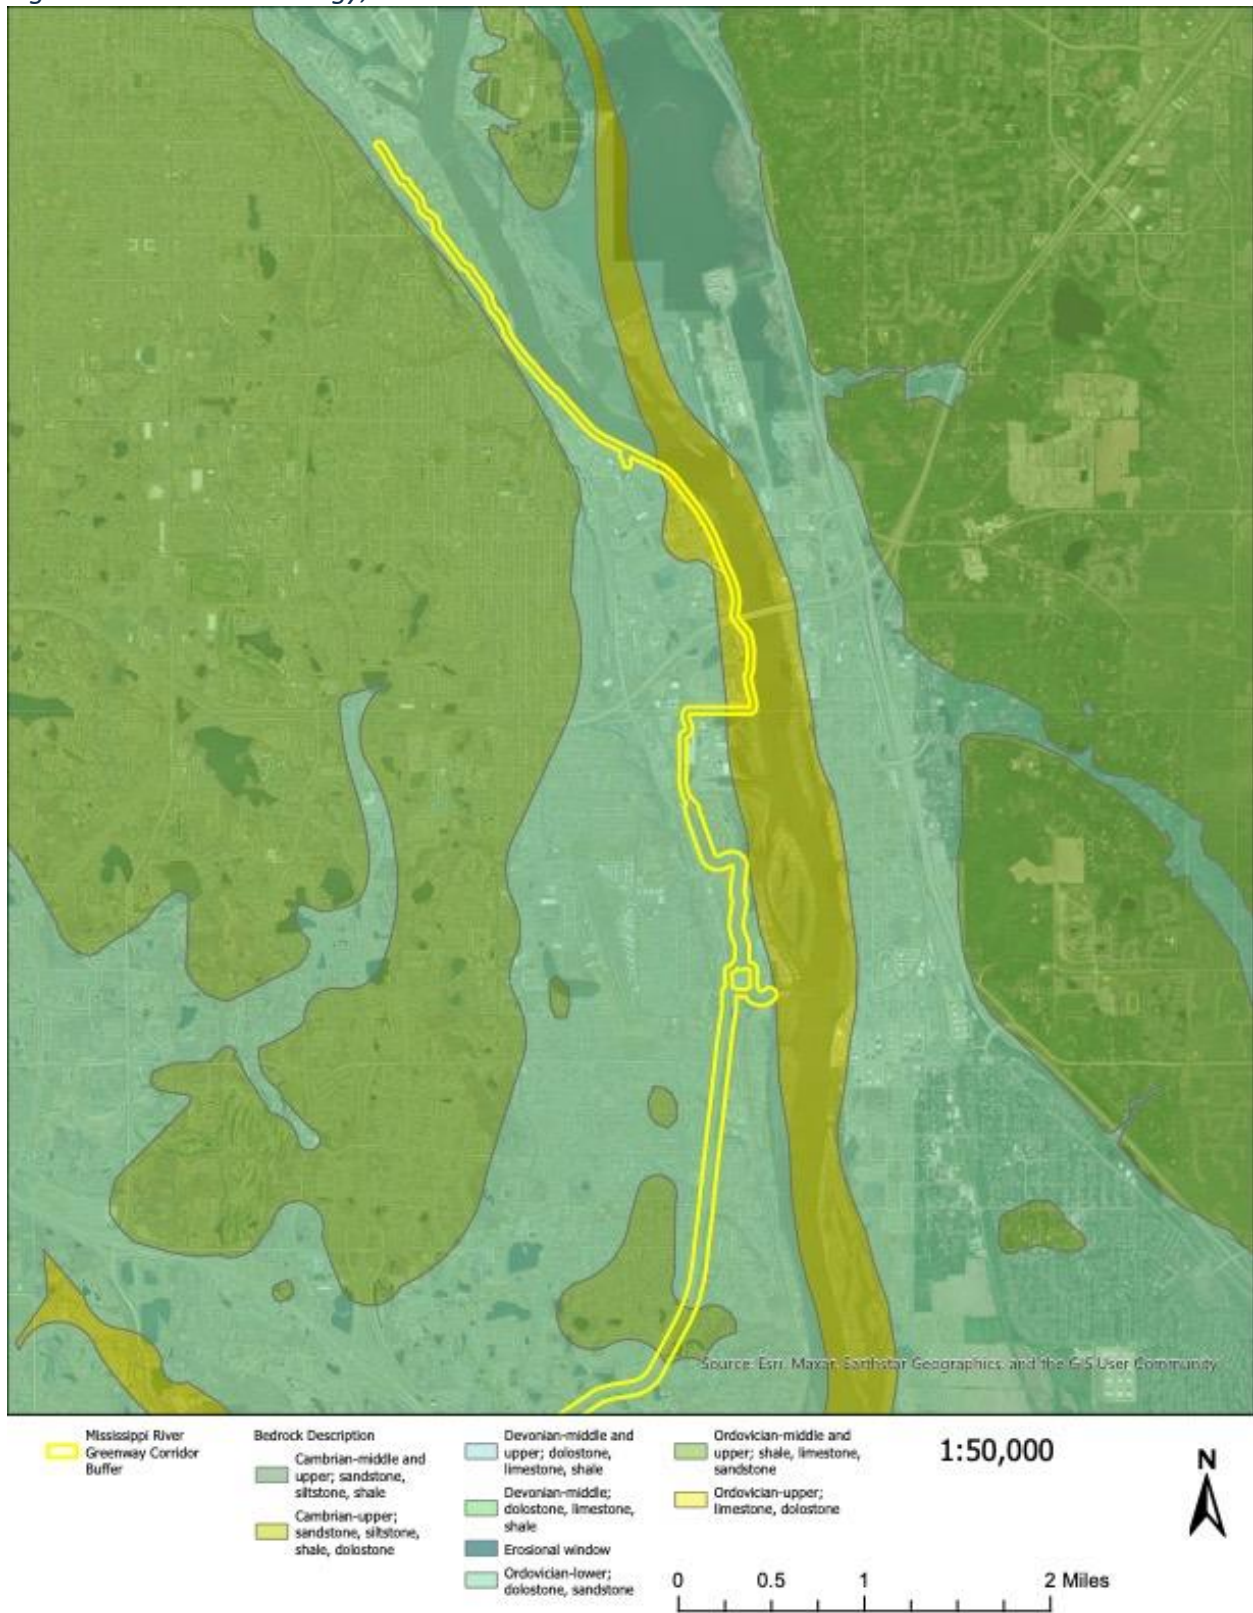 Source: Esri, Maxar, Earthstar Geographics, and the GIS User Community
Mississippi River
Greenway Corridor
Buffer
Bedrock Description
Cambrian-middle and
upper; sandstone,
siltstone, shale
Cambrian-upper;
sandstone, siltstone,
shale, dolostone
Devonian-middle and
upper; dolostone,
limestone, shale
Devonian-middle;
dolostone, limestone,
shale
Erosional window
Ordovician-lower;
dolostone, sandstone
Ordovician-middle and
upper; shale, limestone,
sandstone
Ordovician-upper;
limestone, dolostone
1:50,000
N
0 0.5 1 2 Miles